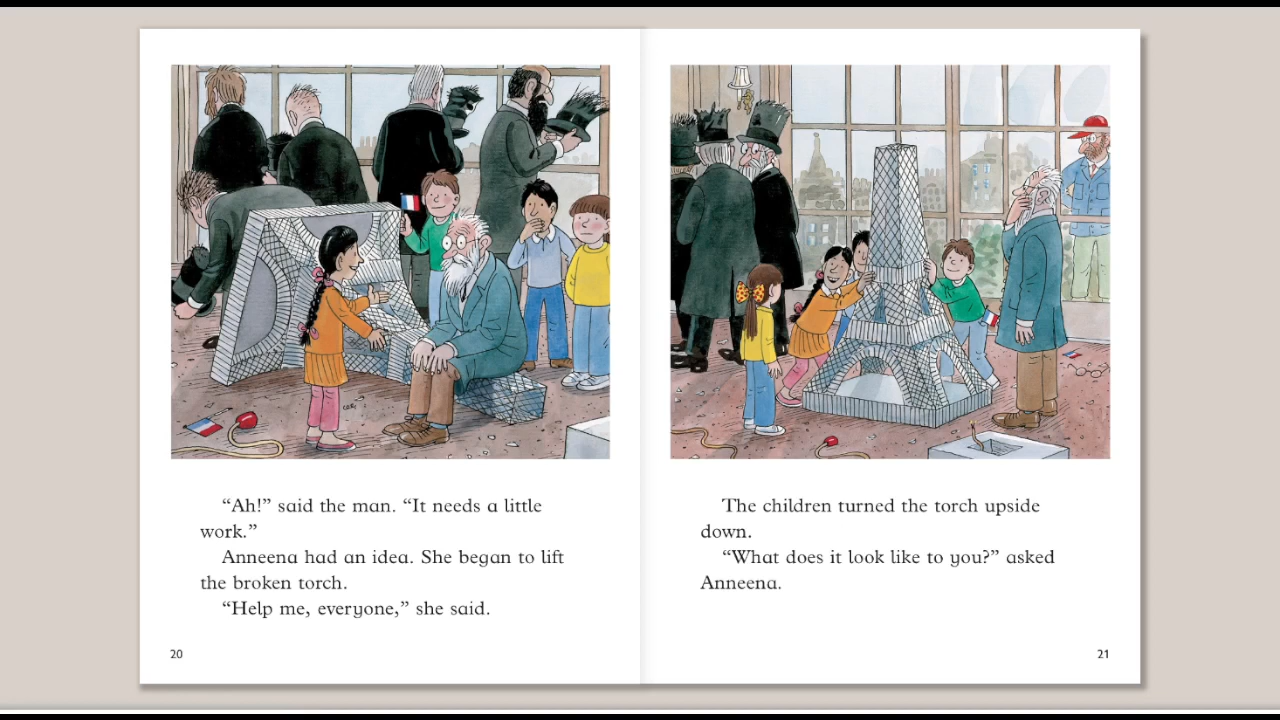 “Ah!” said the man. “It needs a little
work.”
Anneena had an idea. She began to lift
the broken torch.
“Help me, everyone,” she said.
20
The children turned the torch upside
down.
“What does it look like to you?” asked
Anneena.
21